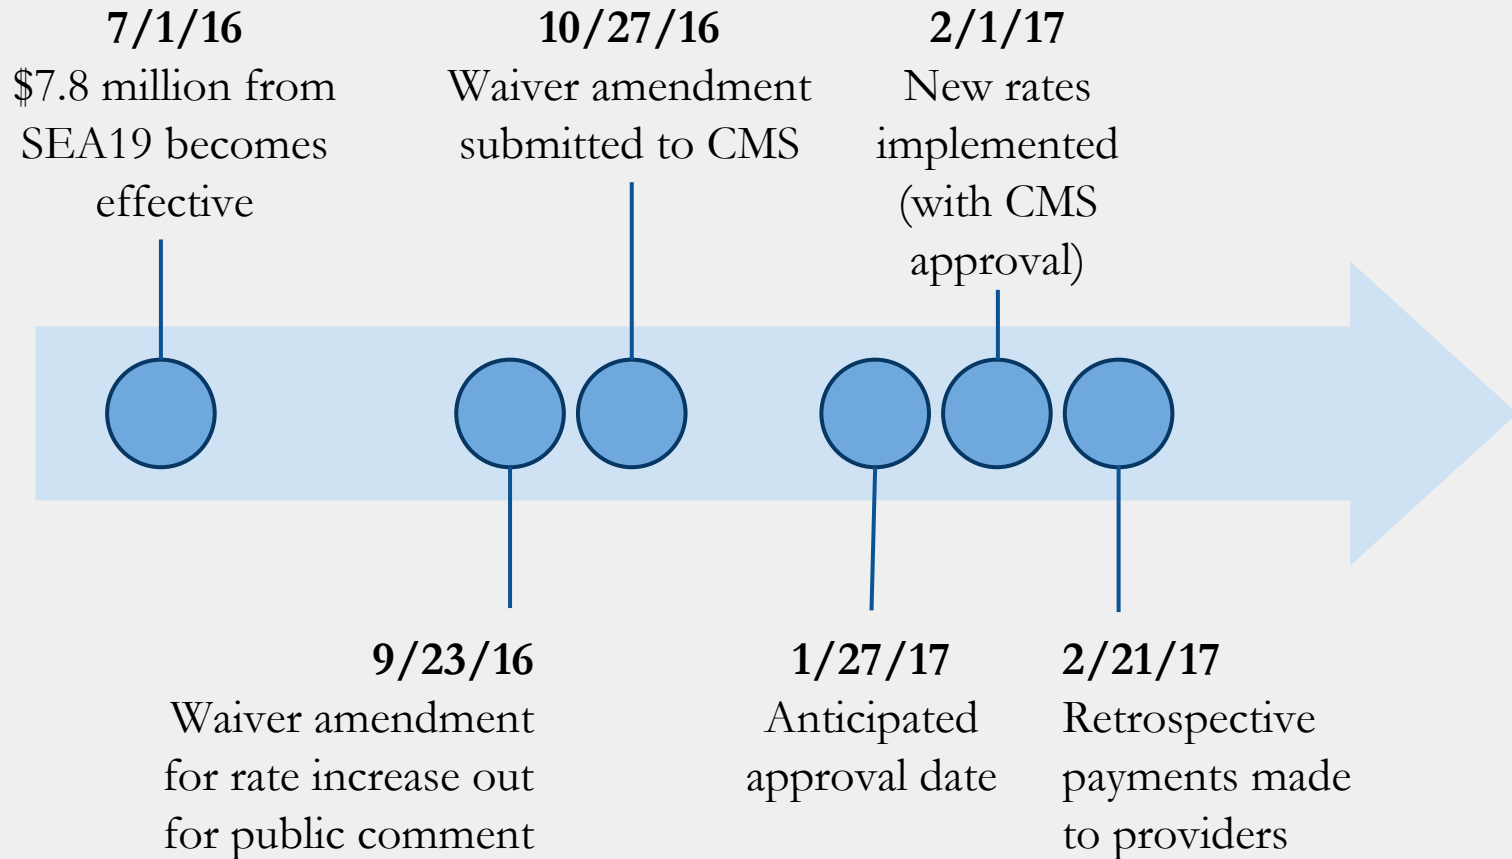 7/1/16
$7.8 million from
SEA19 becomes
effective
10/27/16
Waiver amendment
submitted to CMS
2/1/17
New rates
implemented
(with CMS
approval)
9/23/16
Waiver amendment
for rate increase out
for public comment
1/27/17
Anticipated
approval date
2/21/17
Retrospective
payments made
to providers